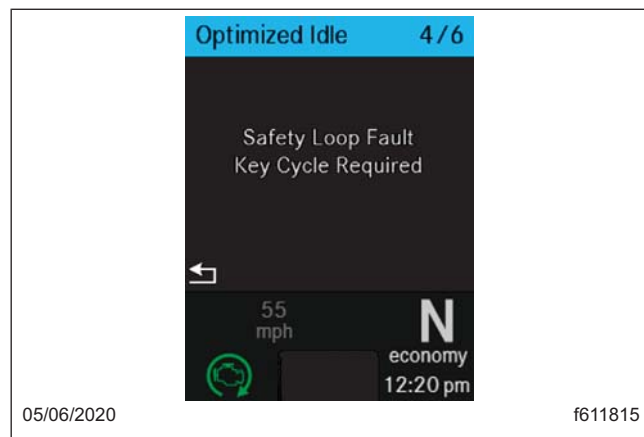 Optimized Idle 4/6
Safety Loop Fault
Key Cycle Required
55
mph
N
economy
12:20 pm
05/06/2020 f611815